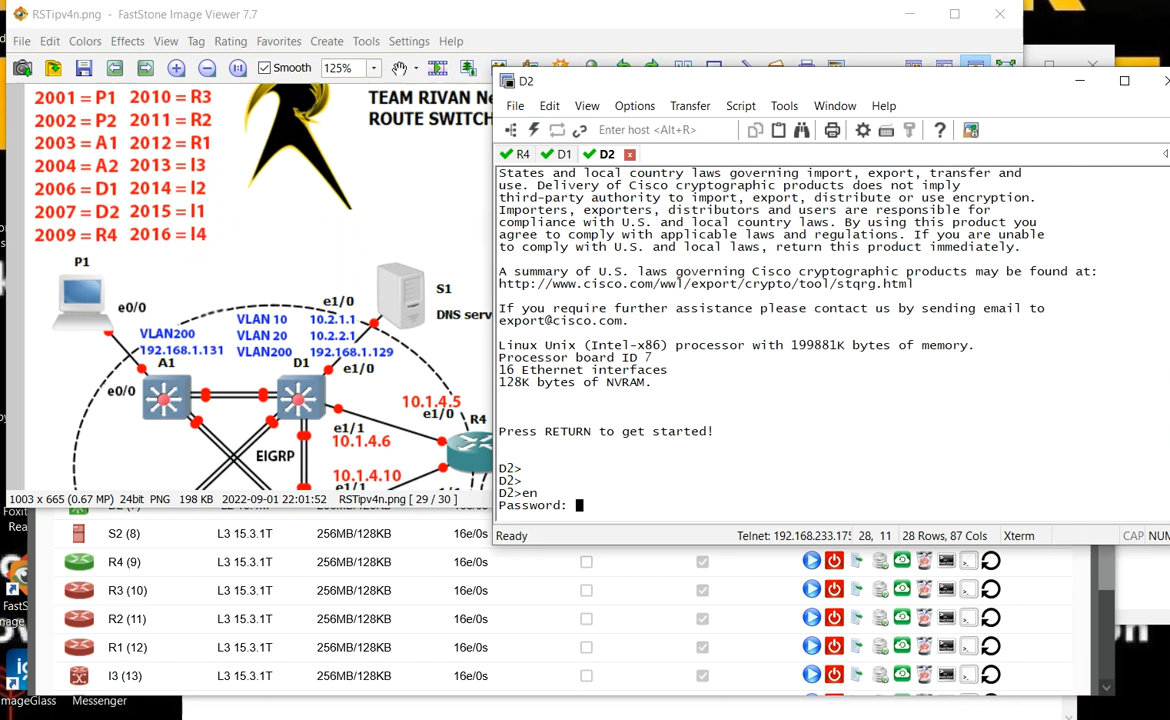 RSTipv4n.png - FastStone Image Viewer 7.7
File Edit Colors Effects View Tag Rating Favorites Create Tools Settings Help
Smooth 125%
2001 = P1 2010 = R3
2002 = P2 2011 = R2
2003 = A1 2012 = R1
2004 = A2 2013 = I3
2006 = D1 2014 = I2
2007 = D2 2015 = I1
2009 = R4 2016 = I4
TEAM RIVAN Ne
ROUTE SWITCH
P1
e0/0
e1/0
S1
DNS serv
VLAN 10 10.2.1.1
VLAN200 VLAN 20 10.2.2.1
192.168.1.131 VLAN200 192.168.1.129
A1
D1
e1/0
e0/0
10.1.4.5
e1/0 R4
e1/1
10.1.4.6
EIGRP
10.1.4.10
1003 x 665 (0.67 MP) 24bit PNG 198 KB 2022-09-01 22:01:52 RSTipv4n.png [ 29 / 30 ]
D2
File Edit View Options Transfer Script Tools Window Help
Enter host <Alt+R>
R4 D1 D2
States and local country laws governing import, export, transfer and
use. Delivery of Cisco cryptographic products does not imply
third-party authority to import, export, distribute or use encryption.
Importers, exporters, distributors and users are responsible for
compliance with U.S. and local country laws. By using this product you
agree to comply with applicable laws and regulations. If you are unable
to comply with U.S. and local laws, return this product immediately.
A summary of U.S. laws governing Cisco cryptographic products may be found at:
http://www.cisco.com/wwl/export/crypto/tool/stqrg.html
If you require further assistance please contact us by sending email to
export@cisco.com.
Linux Unix (Intel-x86) processor with 199881K bytes of memory.
Processor board ID 7
16 Ethernet interfaces
128K bytes of NVRAM.
Press RETURN to get started!
D2>
D2>
D2>en
Password:
Ready Telnet: 192.168.233.175 28, 11 28 Rows, 87 Cols Xterm CAP NUM
S2 (8) L3 15.3.1T 256MB/128KB 16e/0s
R4 (9) L3 15.3.1T 256MB/128KB 16e/0s
R3 (10) L3 15.3.1T 256MB/128KB 16e/0s
R2 (11) L3 15.3.1T 256MB/128KB 16e/0s
R1 (12) L3 15.3.1T 256MB/128KB 16e/0s
I3 (13) L3 15.3.1T 256MB/128KB 16e/0s
Foxit
Rea
FastS
mage
ImageGlass
Messenger